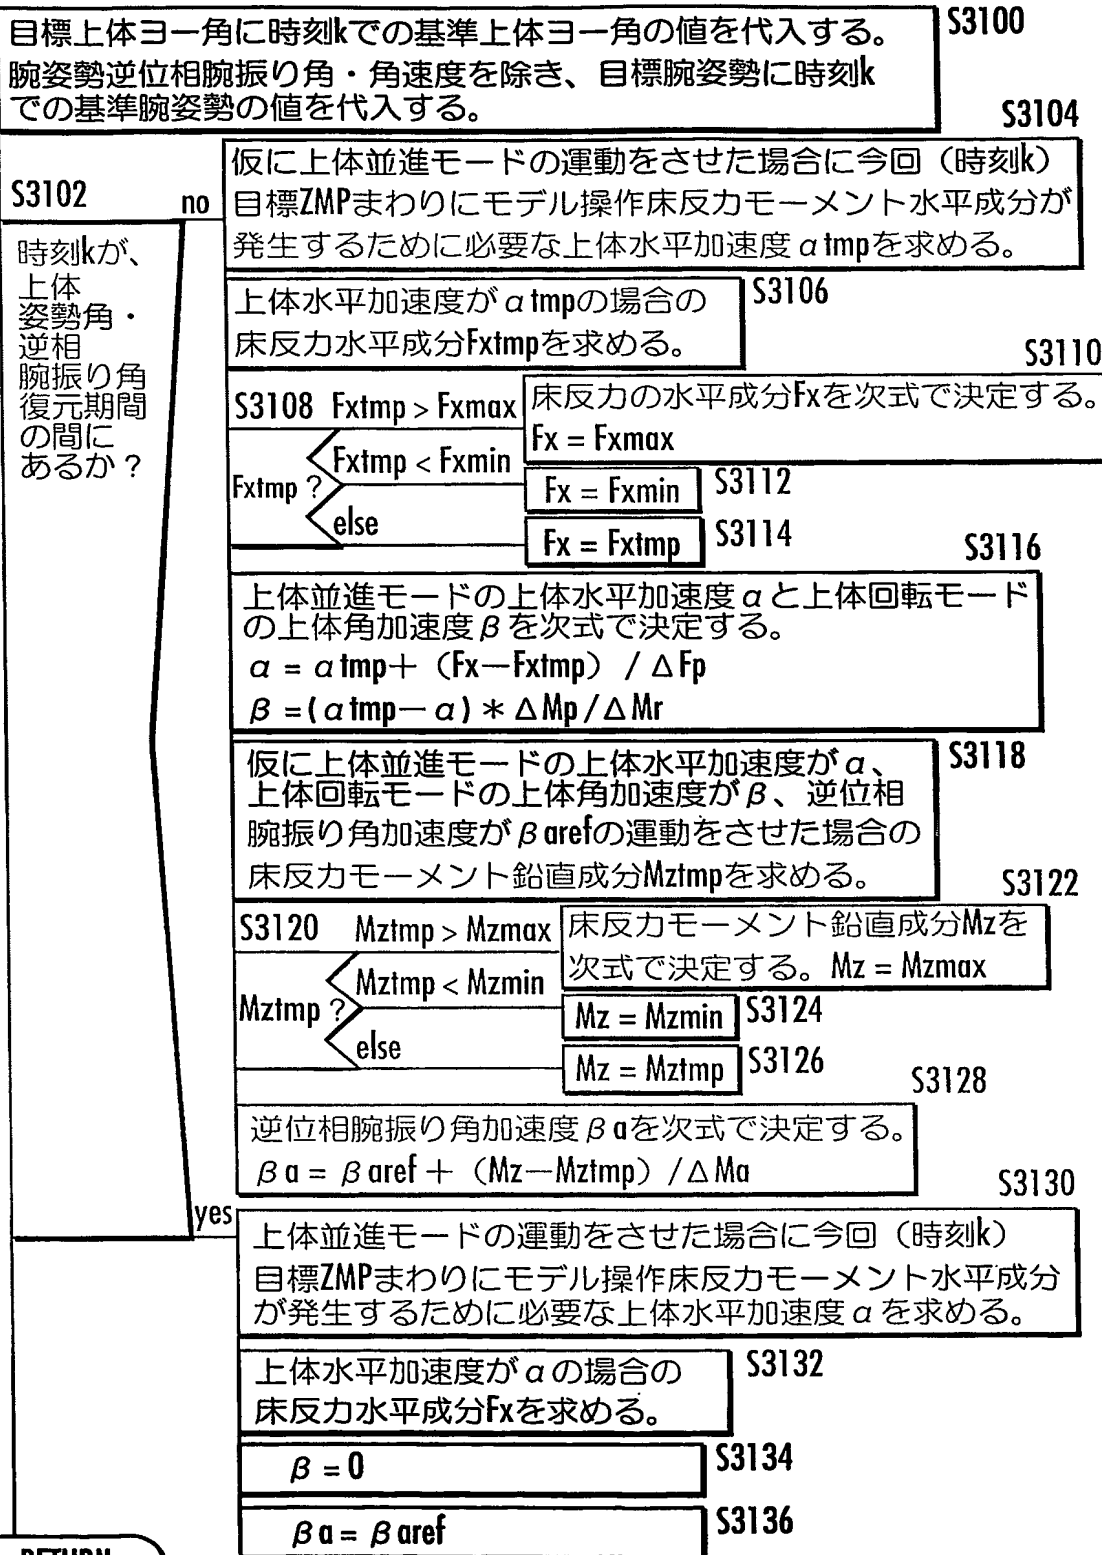 目標上体ヨー角に時刻kでの基準上体ヨー角の値を代入する。
腕姿勢逆位相腕振り角・角速度を除き、目標腕姿勢に時刻k
での基準腕姿勢の値を代入する。
S3100
S3102
時刻kが、
上体
姿勢角・
逆相
腕振り角
復元期間
の間に
あるか？
no
S3104
仮に上体並進モードの運動をさせた場合に今回（時刻k）
目標ZMPまわりにモデル操作床反力モーメント水平成分が
発生するために必要な上体水平加速度αtmpを求める。
S3106
上体水平加速度がαtmpの場合の
床反力水平成分Fxtmpを求める。
S3108 Fxtmp > Fxmax
Fxtmp ?
Fxtmp < Fxmin
else
S3110
床反力の水平成分Fxを次式で決定する。
Fx = Fxmax
Fx = Fxmin S3112
Fx = Fxtmp S3114
S3116
上体並進モードの上体水平加速度αと上体回転モード
の上体角加速度βを次式で決定する。
α = αtmp＋（Fx－Fxtmp）/ΔFp
β =(αtmp－α)＊ΔMp/ΔMr
S3118
仮に上体並進モードの上体水平加速度がα、
上体回転モードの上体角加速度がβ、逆位相
腕振り角加速度がβarefの運動をさせた場合の
床反力モーメント鉛直成分Mztmpを求める。
S3120 Mztmp > Mzmax
Mztmp ?
Mztmp < Mzmin
else
S3122
床反力モーメント鉛直成分Mzを
次式で決定する。Mz = Mzmax
Mz = Mzmin S3124
Mz = Mztmp S3126
S3128
逆位相腕振り角加速度βaを次式で決定する。
βa = βaref＋（Mz－Mztmp）/ΔMa
yes
S3130
上体並進モードの運動をさせた場合に今回（時刻k）
目標ZMPまわりにモデル操作床反力モーメント水平成分
が発生するために必要な上体水平加速度αを求める。
S3132
上体水平加速度がαの場合の
床反力水平成分Fxを求める。
β = 0 S3134
βa = βaref S3136
RETURN